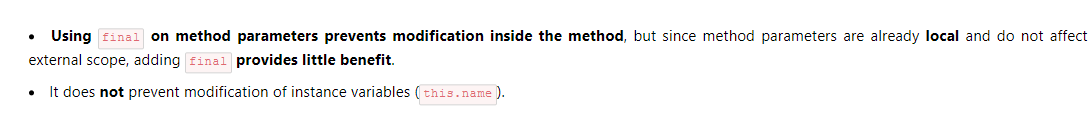 • Using final on method parameters prevents modification inside the method, but since method parameters are already local and do not affect
external scope, adding final provides little benefit.
• It does not prevent modification of instance variables (this.name).